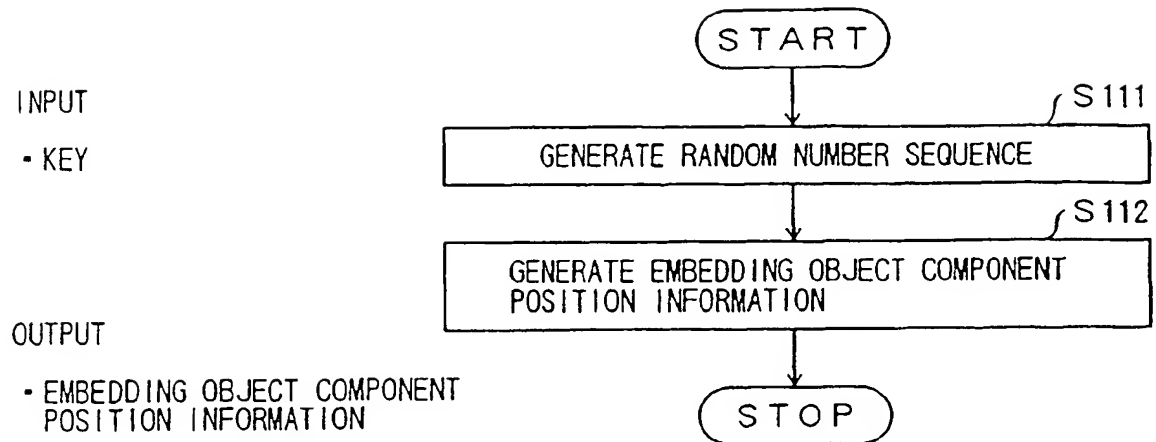 START
INPUT
- KEY
S111
GENERATE RANDOM NUMBER SEQUENCE
S112
GENERATE EMBEDDING OBJECT COMPONENT
POSITION INFORMATION
OUTPUT
- EMBEDDING OBJECT COMPONENT
POSITION INFORMATION
STOP